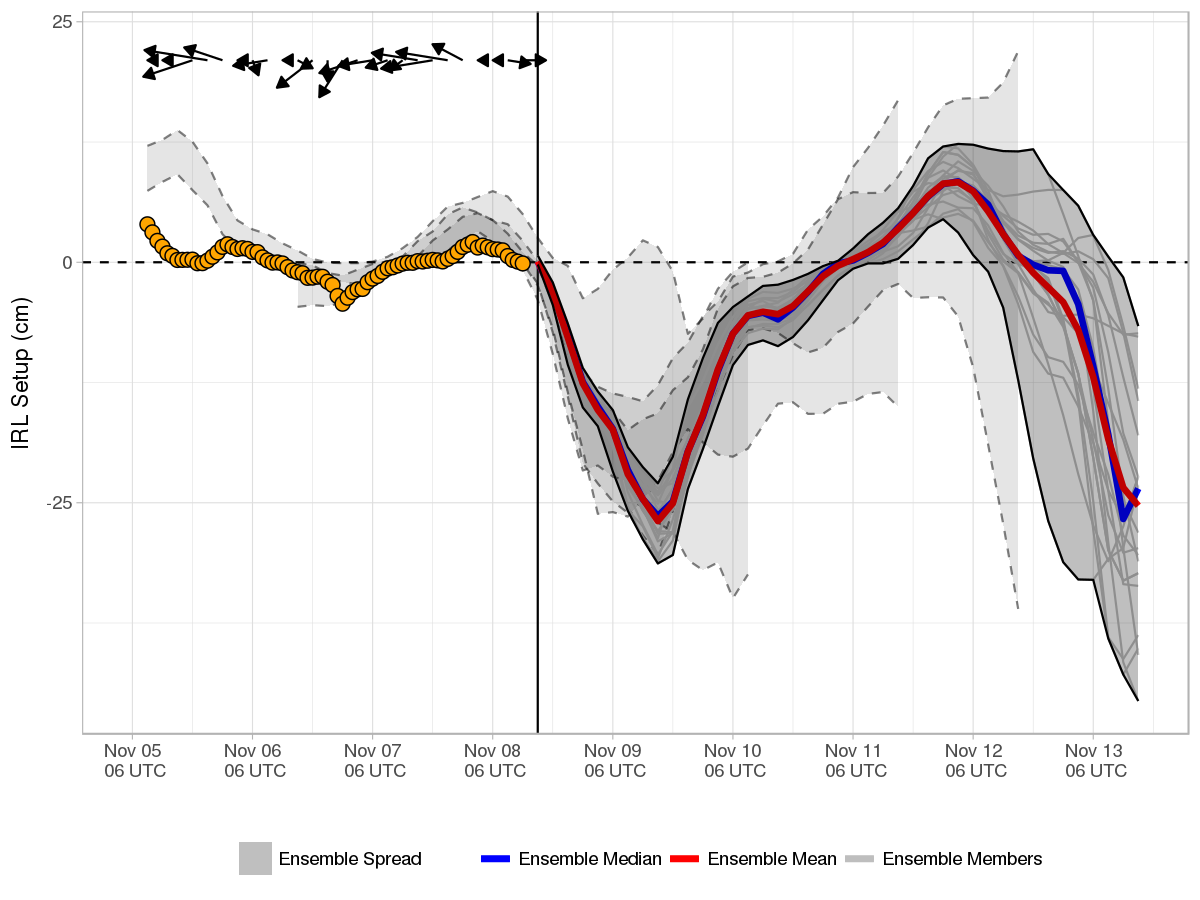 IRL Setup (cm)
25
0
-25
Nov 05 Nov 06 Nov 07 Nov 08 Nov 09 Nov 10 Nov 11 Nov 12 Nov 13
06 UTC 06 UTC 06 UTC 06 UTC 06 UTC 06 UTC 06 UTC 06 UTC 06 UTC
Ensemble Spread Ensemble Median Ensemble Mean Ensemble Members